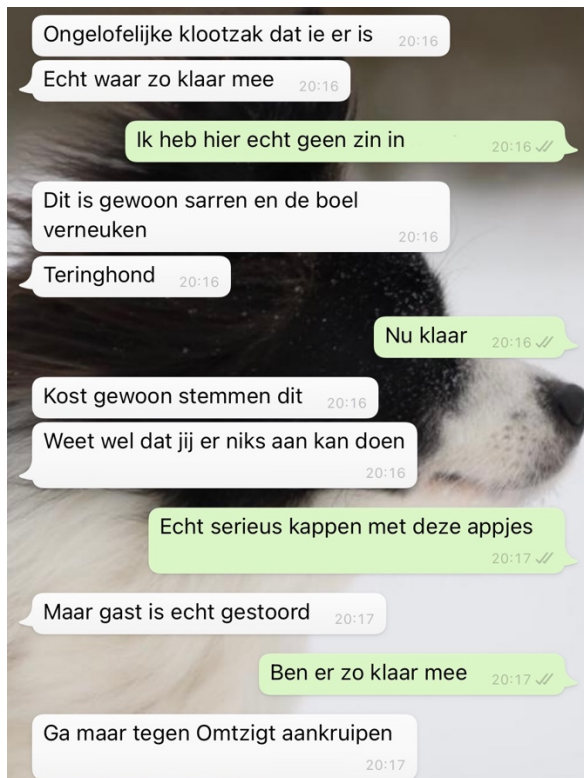 Ongelofelijke klootzak dat ie er is 20:16
Echt waar zo klaar mee 20:16
Ik heb hier echt geen zin in 20:16
Dit is gewoon sarren en de boel
verneuken 20:16
Teringhond 20:16
Nu klaar 20:16
Kost gewoon stemmen dit 20:16
Weet wel dat jij er niks aan kan doen
20:16
Echt serieus kappen met deze appjes
20:17
Maar gast is echt gestoord 20:17
Ben er zo klaar mee 20:17
Ga maar tegen Omtzigt aankruipen
20:17